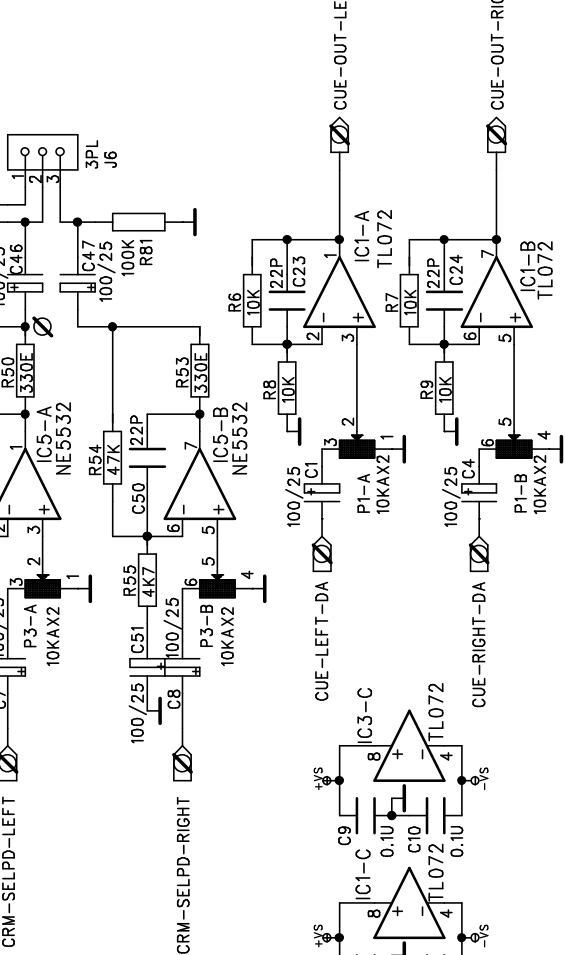 CUE-OUT-LE
CUE-OUT-RIG
3PL
J6
1
2
3
C46
C47
100/25
100K
R81
IC1-A
TL072
1
R6
10K
22P
C23
2
3
R8
10K
IC1-B
TL072
7
R7
10K
22P
C24
6
5
R9
10K
R50
330E
R53
330E
IC5-A
NE5532
1
3
2
R54
47K
22P
C50
IC5-B
NE5532
7
6
5
2
3
1
100/25
C1
P1-A
10KAX2
5
6
4
100/25
C4
P1-B
10KAX2
R55
4K7
2
3
1
P3-A
10KAX2
5
6
4
P3-B
10KAX2
C51
100/25
100/25
C8
C7
CUE-LEFT-DA
CUE-RIGHT-DA
CRM-SELPD-LEFT
CRM-SELPD-RIGHT
IC3-C
TL072
8
4
+Vs
-Vs
C9
0.1U
C10
0.1U
IC1-C
TL072
8
4
+Vs
-Vs